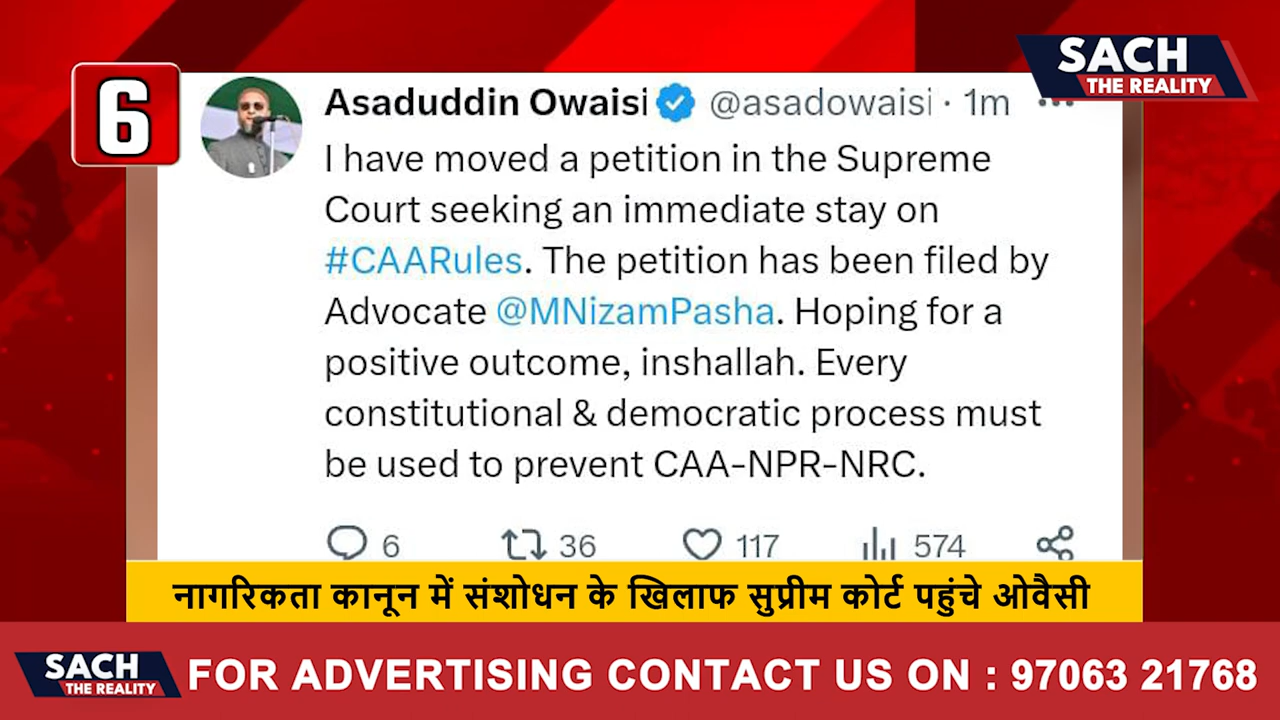 SACH
THE REALITY
6
Asaduddin Owaisi @asadowaisi · 1m
I have moved a petition in the Supreme
Court seeking an immediate stay on
#CAARules. The petition has been filed by
Advocate @MNizamPasha. Hoping for a
positive outcome, inshallah. Every
constitutional & democratic process must
be used to prevent CAA-NPR-NRC.
6 36 117 574
नागरिकता कानून में संशोधन के खिलाफ सुप्रीम कोर्ट पहुंचे ओवैसी
SACH
THE REALITY
FOR ADVERTISING CONTACT US ON : 97063 21768